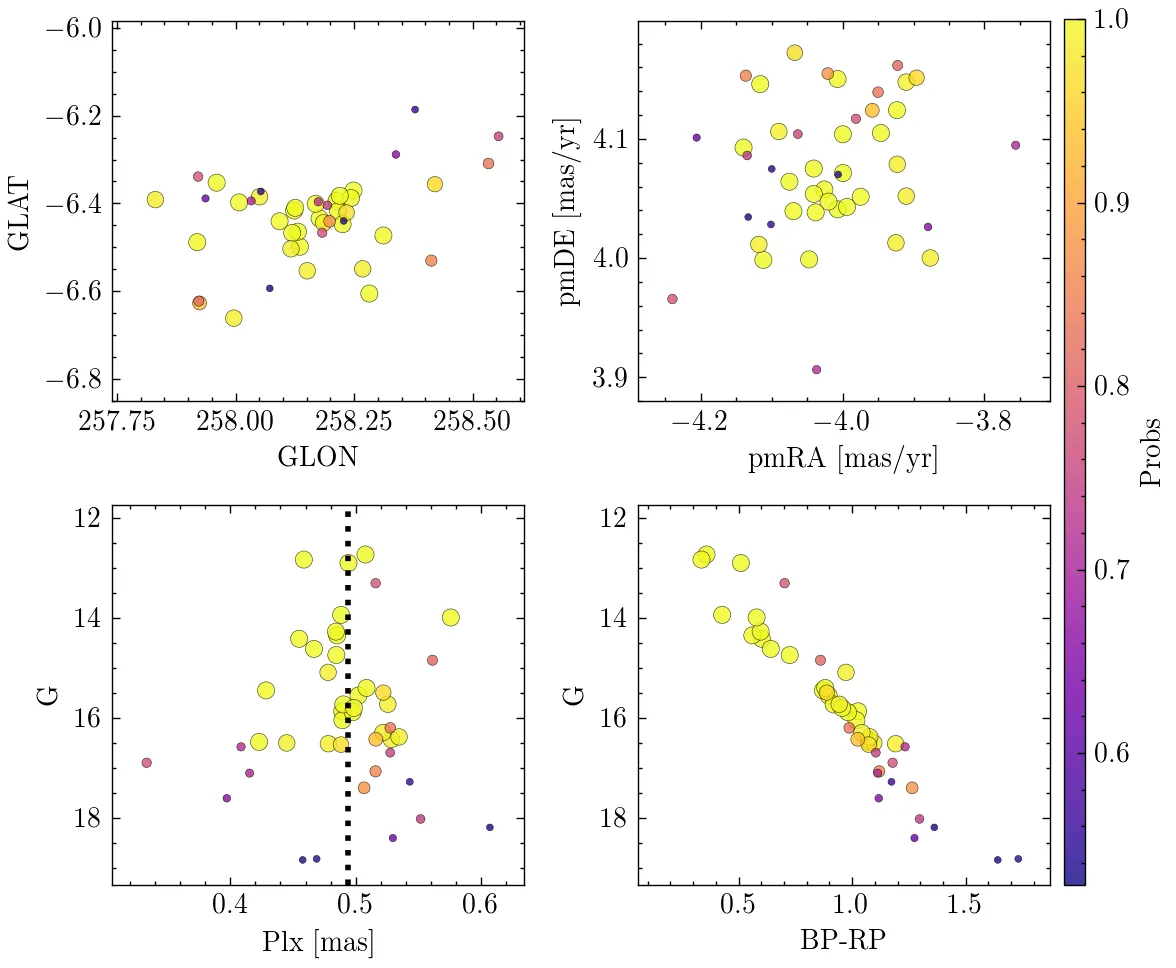 −6.0
−6.2
−6.4
−6.6
−6.8
GLAT
257.75 258.00 258.25 258.50
GLON
4.1
4.0
3.9
pmDE [mas/yr]
−4.2 −4.0 −3.8
pmRA [mas/yr]
12
14
16
18
G
0.4 0.5 0.6
Plx [mas]
12
14
16
18
G
0.5 1.0 1.5
BP-RP
1.0
0.9
0.8
0.7
0.6
Probs